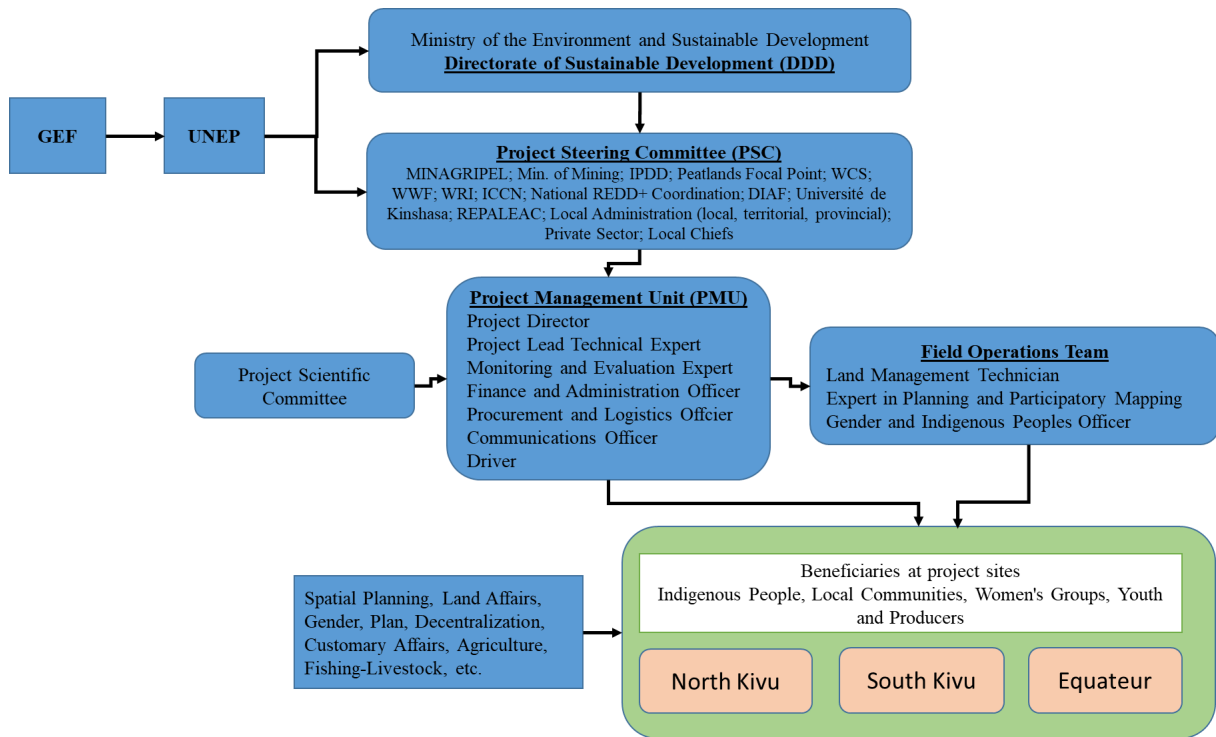 Ministry of the Environment and Sustainable Development
Directorate of Sustainable Development (DDD)
GEF
UNEP
Project Steering Committee (PSC)
MINAGRIPEL; Min. of Mining; IPDD; Peatlands Focal Point; WCS;
WWF; WRI; ICCN; National REDD+ Coordination; DIAF; Université de
Kinshasa; REPALEAC; Local Administration (local, territorial, provincial);
Private Sector; Local Chiefs
Project Management Unit (PMU)
Project Director
Project Lead Technical Expert
Monitoring and Evaluation Expert
Finance and Administration Officer
Procurement and Logistics Offcier
Communications Officer
Driver
Project Scientific
Committee
Field Operations Team
Land Management Technician
Expert in Planning and Participatory Mapping
Gender and Indigenous Peoples Officer
Beneficiaries at project sites
Indigenous People, Local Communities, Women's Groups, Youth
and Producers
Spatial Planning, Land Affairs,
Gender, Plan, Decentralization,
Customary Affairs, Agriculture,
Fishing-Livestock, etc.
North Kivu
South Kivu
Equateur